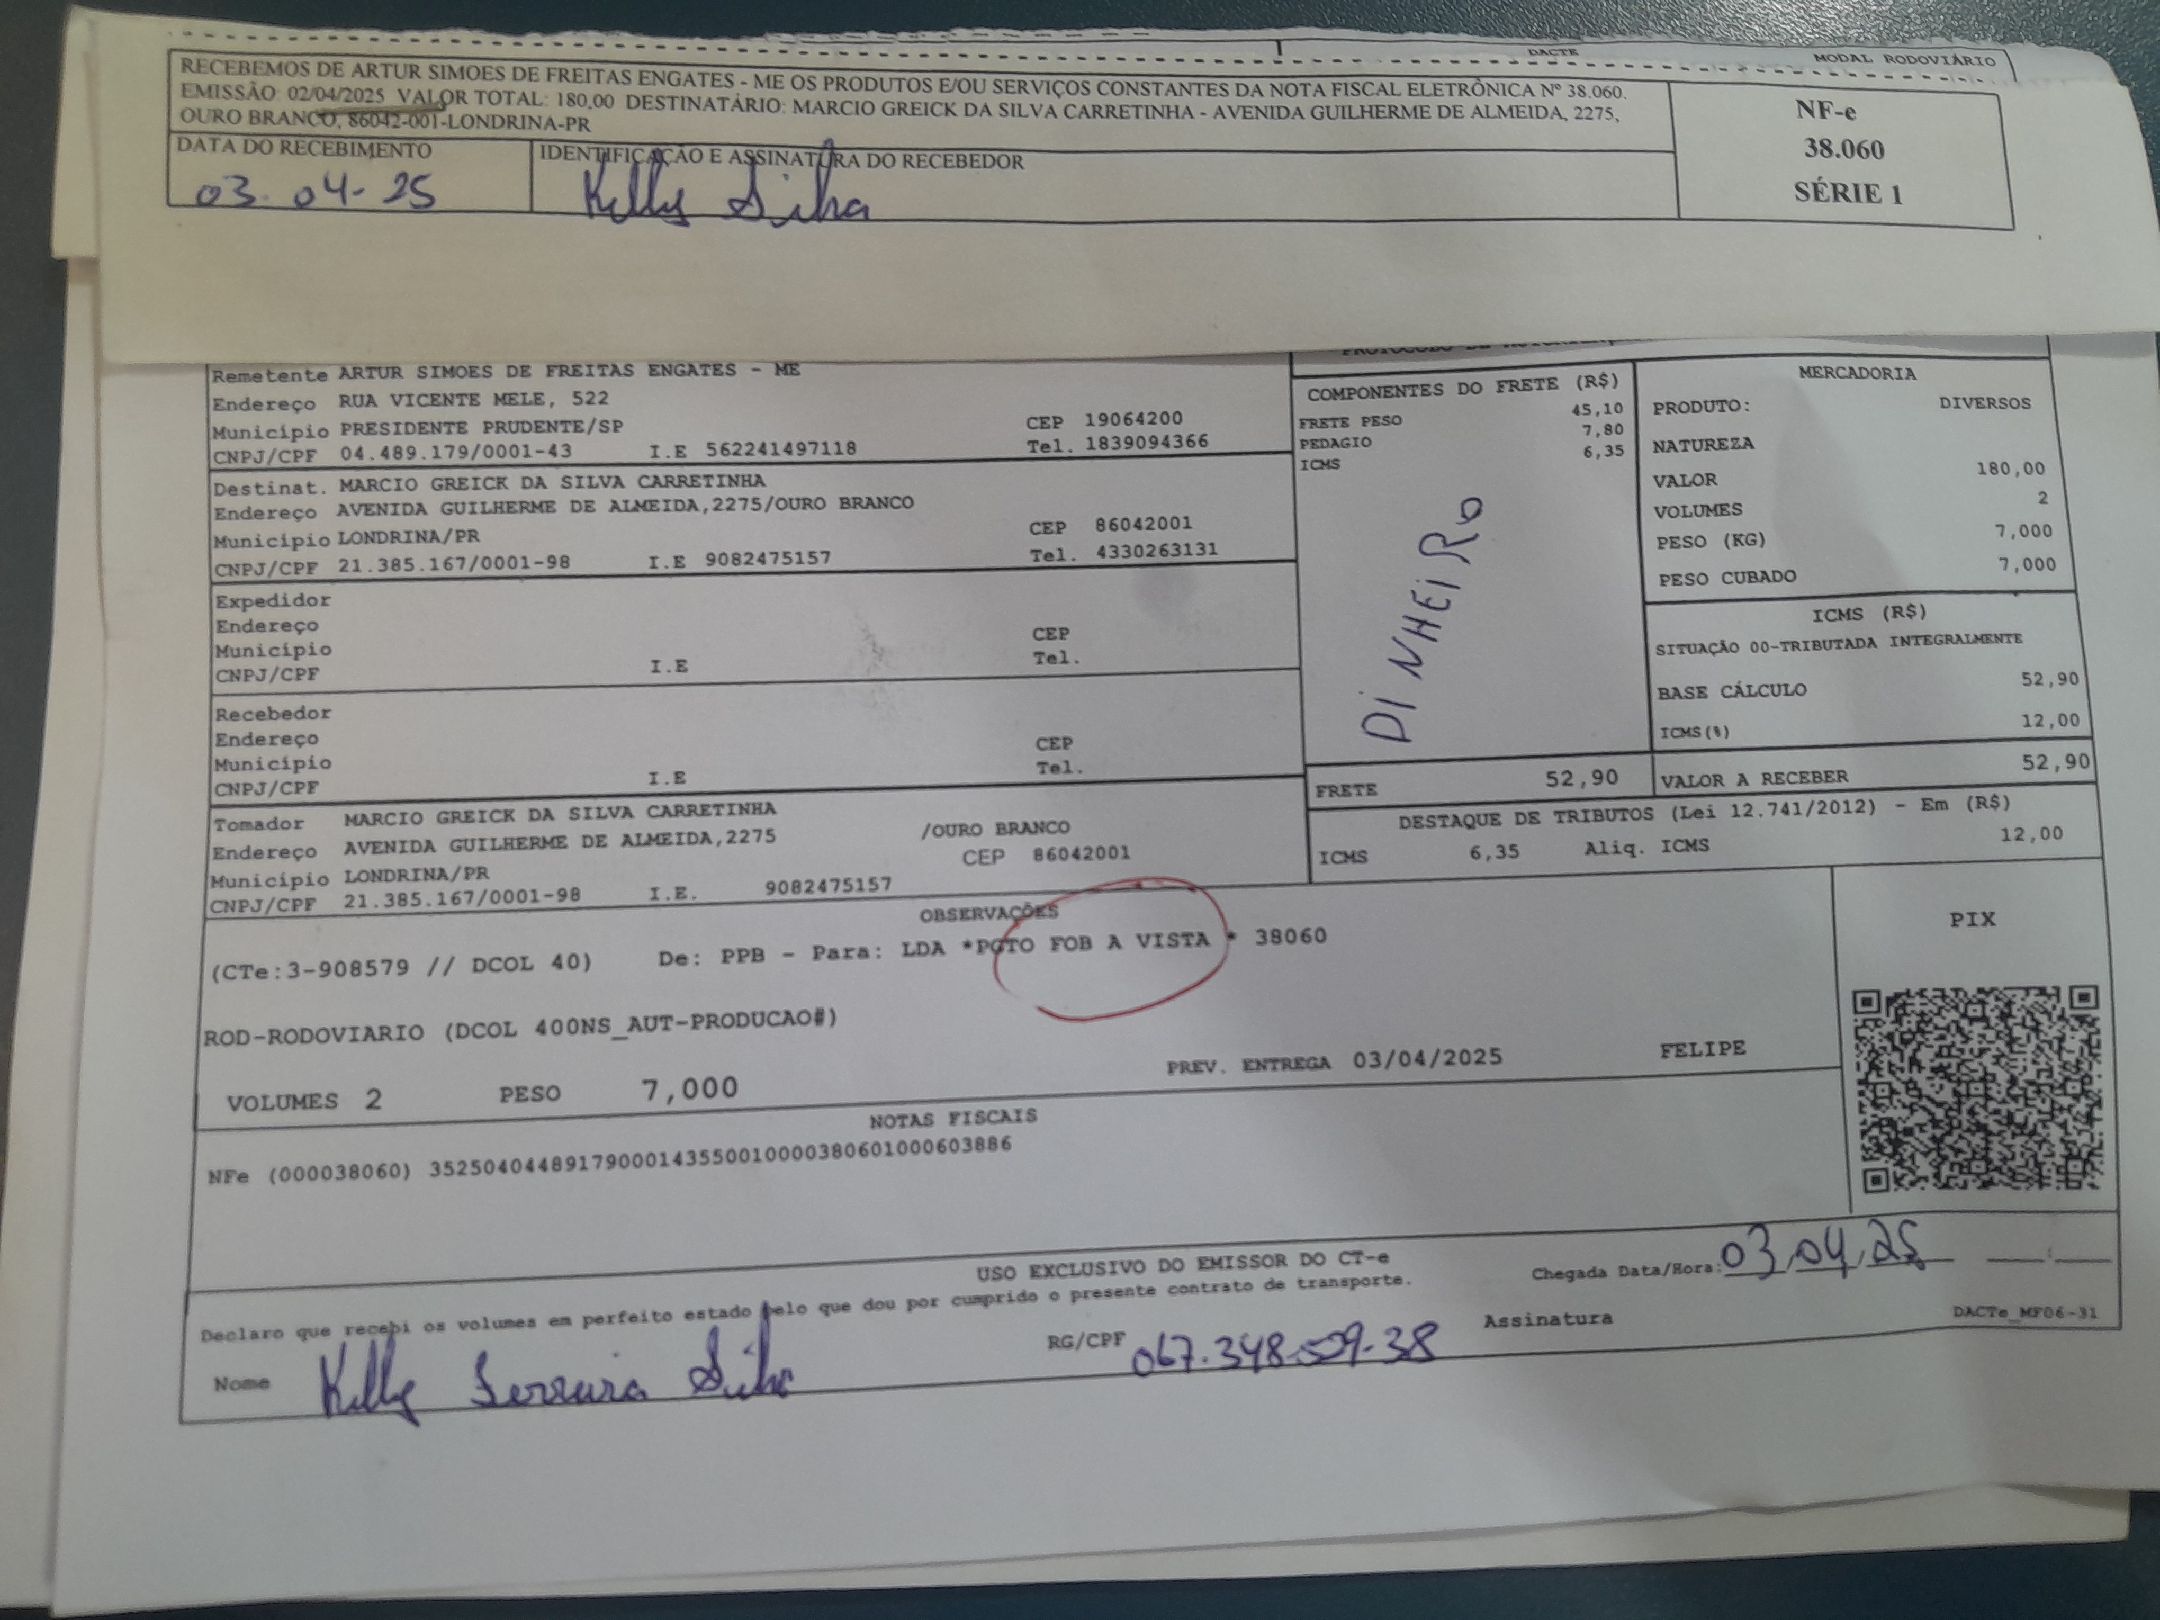 DACTE MODAL RODOVIÁRIO
RECEBEMOS DE ARTUR SIMOES DE FREITAS ENGATES - ME OS PRODUTOS E/OU SERVIÇOS CONSTANTES DA NOTA FISCAL ELETRÔNICA Nº 38.060.
EMISSÃO: 02/04/2025 VALOR TOTAL: 180,00 DESTINATÁRIO: MARCIO GREICK DA SILVA CARRETINHA - AVENIDA GUILHERME DE ALMEIDA, 2275,
OURO BRANCO, 86042-001-LONDRINA-PR
NF-e
38.060
SÉRIE 1
DATA DO RECEBIMENTO
03.04-25
IDENTIFICAÇÃO E ASSINATURA DO RECEBEDOR
Kelly Silva
Remetente ARTUR SIMOES DE FREITAS ENGATES - ME
Endereço RUA VICENTE MELE, 522
Município PRESIDENTE PRUDENTE/SP CEP 19064200
CNPJ/CPF 04.489.179/0001-43 I.E 562241497118 Tel. 1839094366
Destinat. MARCIO GREICK DA SILVA CARRETINHA
Endereço AVENIDA GUILHERME DE ALMEIDA,2275/OURO BRANCO
Município LONDRINA/PR CEP 86042001
CNPJ/CPF 21.385.167/0001-98 I.E 9082475157 Tel. 4330263131
Expedidor
Endereço
Município CEP
CNPJ/CPF I.E Tel.
Recebedor
Endereço
Município CEP
CNPJ/CPF I.E Tel.
Tomador MARCIO GREICK DA SILVA CARRETINHA
Endereço AVENIDA GUILHERME DE ALMEIDA,2275 /OURO BRANCO
Município LONDRINA/PR CEP 86042001
CNPJ/CPF 21.385.167/0001-98 I.E. 9082475157
COMPONENTES DO FRETE (R$)
FRETE PESO 45,10
PEDAGIO 7,80
ICMS 6,35
DINHEIRO
FRETE 52,90
MERCADORIA
PRODUTO: DIVERSOS
NATUREZA
VALOR 180,00
VOLUMES 2
PESO (KG) 7,000
PESO CUBADO 7,000
ICMS (R$)
SITUAÇÃO 00-TRIBUTADA INTEGRALMENTE
BASE CÁLCULO 52,90
ICMS(%) 12,00
VALOR A RECEBER 52,90
DESTAQUE DE TRIBUTOS (Lei 12.741/2012) - Em (R$)
ICMS 6,35 Aliq. ICMS 12,00
OBSERVAÇÕES
(CTe:3-908579 // DCOL 40) De: PPB - Para: LDA *PGTO FOB A VISTA * 38060
ROD-RODOVIARIO (DCOL 400NS_AUT-PRODUCAO#)
VOLUMES 2 PESO 7,000 PREV. ENTREGA 03/04/2025 FELIPE
PIX
NOTAS FISCAIS
NFe (000038060) 35250404489179000143550010000380601000603886
USO EXCLUSIVO DO EMISSOR DO CT-e
Declaro que recebi os volumes em perfeito estado pelo que dou por cumprido o presente contrato de transporte.
Chegada Data/Hora: 03 04 25
Nome Kelly Ferreira Silva RG/CPF 067.348.509-38 Assinatura
DACTe_MF06-31